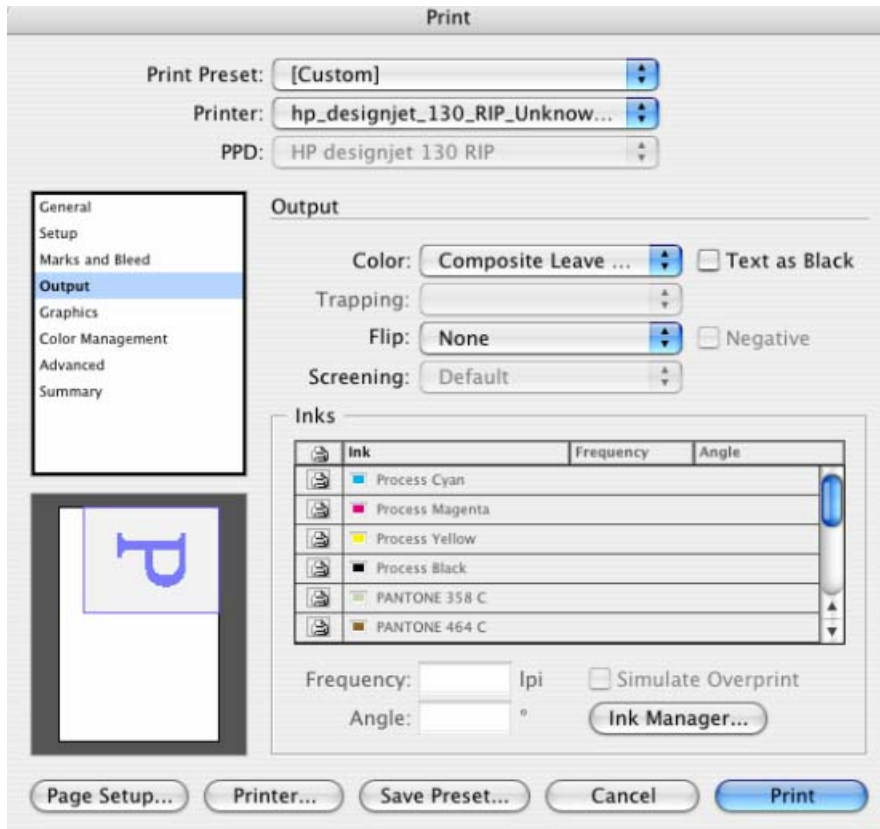 Print
Print Preset: [Custom]
Printer: hp_designjet_130_RIP_Unknow...
PPD: HP designjet 130 RIP
General
Setup
Marks and Bleed
Output
Graphics
Color Management
Advanced
Summary
Output
Color: Composite Leave ... Text as Black
Trapping:
Flip: None Negative
Screening: Default
Inks
Ink Frequency Angle
Process Cyan
Process Magenta
Process Yellow
Process Black
PANTONE 358 C
PANTONE 464 C
Frequency: lpi Simulate Overprint
Angle: ° Ink Manager...
P
Page Setup... Printer... Save Preset... Cancel Print